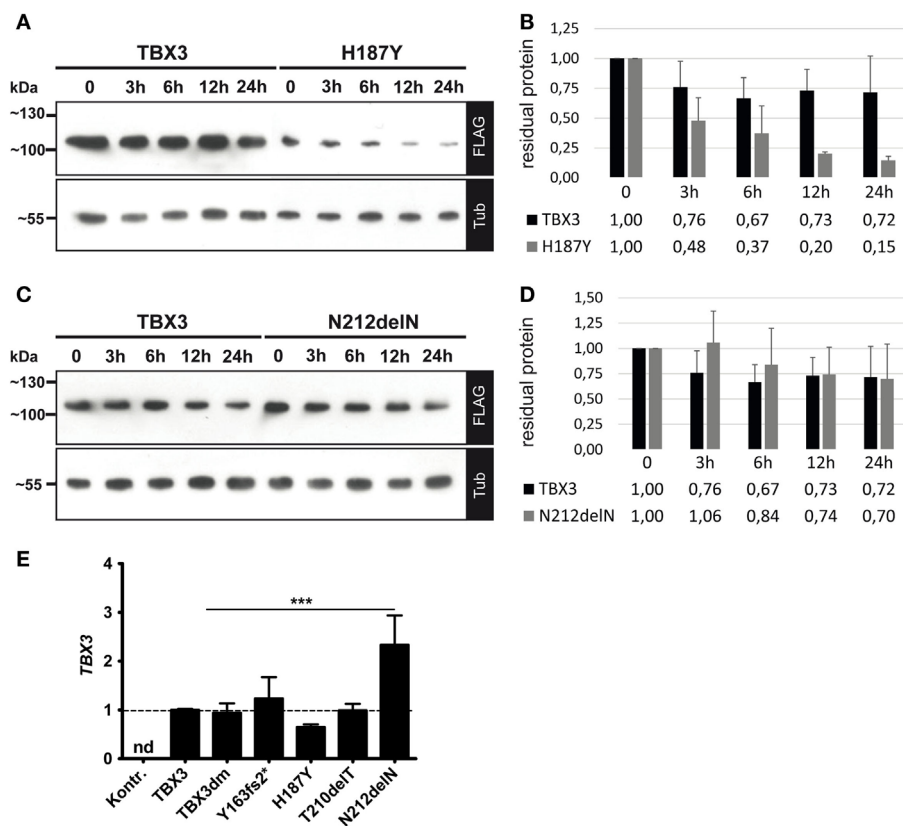 A
TBX3 H187Y
kDa 0 3h 6h 12h 24h 0 3h 6h 12h 24h
~130
~100
FLAG
~55
Tub
B
residual protein
1,25
1,00
0,75
0,50
0,25
0,00
0 3h 6h 12h 24h
TBX3 1,00 0,76 0,67 0,73 0,72
H187Y 1,00 0,48 0,37 0,20 0,15
C
TBX3 N212delN
kDa 0 3h 6h 12h 24h 0 3h 6h 12h 24h
~130
~100
FLAG
~55
Tub
D
residual protein
1,50
1,25
1,00
0,75
0,50
0,25
0,00
0 3h 6h 12h 24h
TBX3 1,00 0,76 0,67 0,73 0,72
N212delN 1,00 1,06 0,84 0,74 0,70
E
TBX3
4
3
2
1
0
***
nd
Kontr.
TBX3
TBX3dm
Y163fs2*
H187Y
T210delT
N212delN